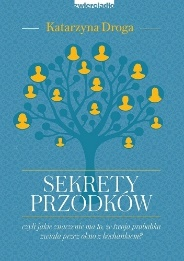 zwierciadło
Katarzyna Droga
SEKRETY
PRZODKÓW
czyli jakie znaczenie ma to, że twoja prababka
zwiała przez okno z kochankiem?